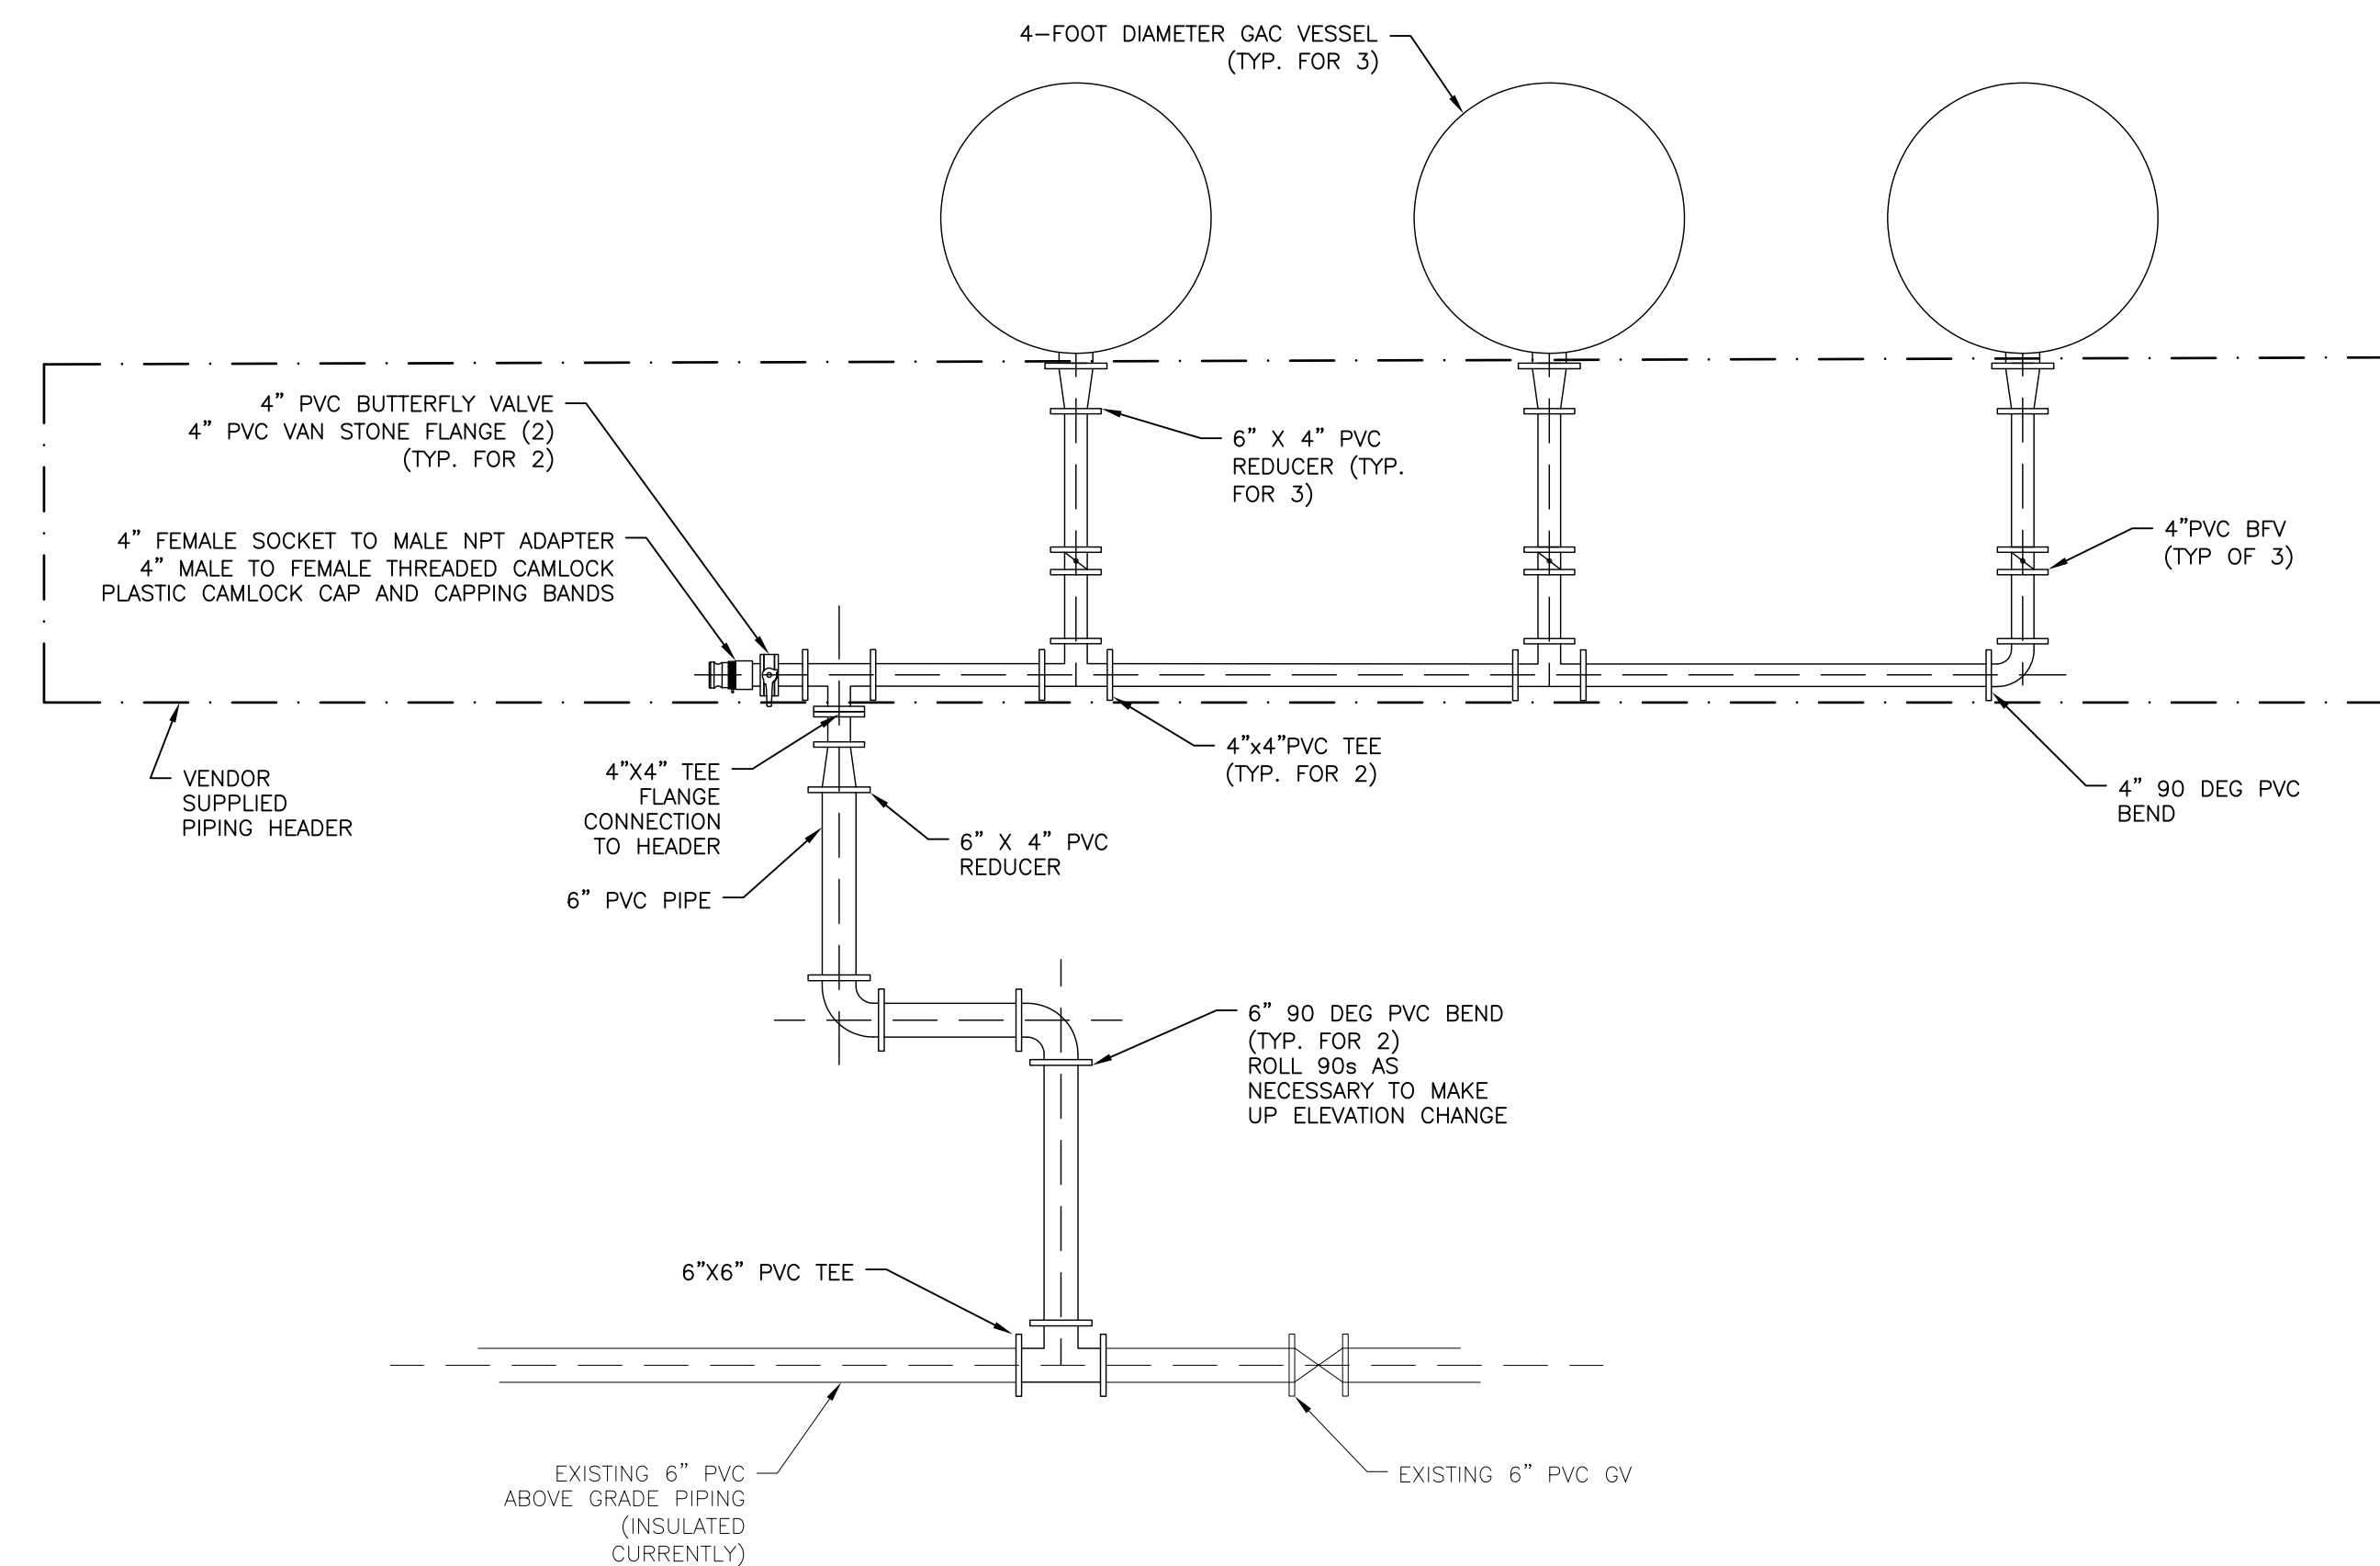 4-FOOT DIAMETER GAC VESSEL
(TYP. FOR 3)
4” PVC BUTTERFLY VALVE
4” PVC VAN STONE FLANGE (2)
(TYP. FOR 2)
6” X 4” PVC
REDUCER (TYP.
FOR 3)
4” FEMALE SOCKET TO MALE NPT ADAPTER
4” MALE TO FEMALE THREADED CAMLOCK
PLASTIC CAMLOCK CAP AND CAPPING BANDS
4”PVC BFV
(TYP OF 3)
VENDOR
SUPPLIED
PIPING HEADER
4”X4” TEE
FLANGE
CONNECTION
TO HEADER
4”x4”PVC TEE
(TYP. FOR 2)
4” 90 DEG PVC
BEND
6” X 4” PVC
REDUCER
6” PVC PIPE
6” 90 DEG PVC BEND
(TYP. FOR 2)
ROLL 90s AS
NECESSARY TO MAKE
UP ELEVATION CHANGE
6”X6” PVC TEE
EXISTING 6” PVC
ABOVE GRADE PIPING
(INSULATED
CURRENTLY)
EXISTING 6” PVC GV